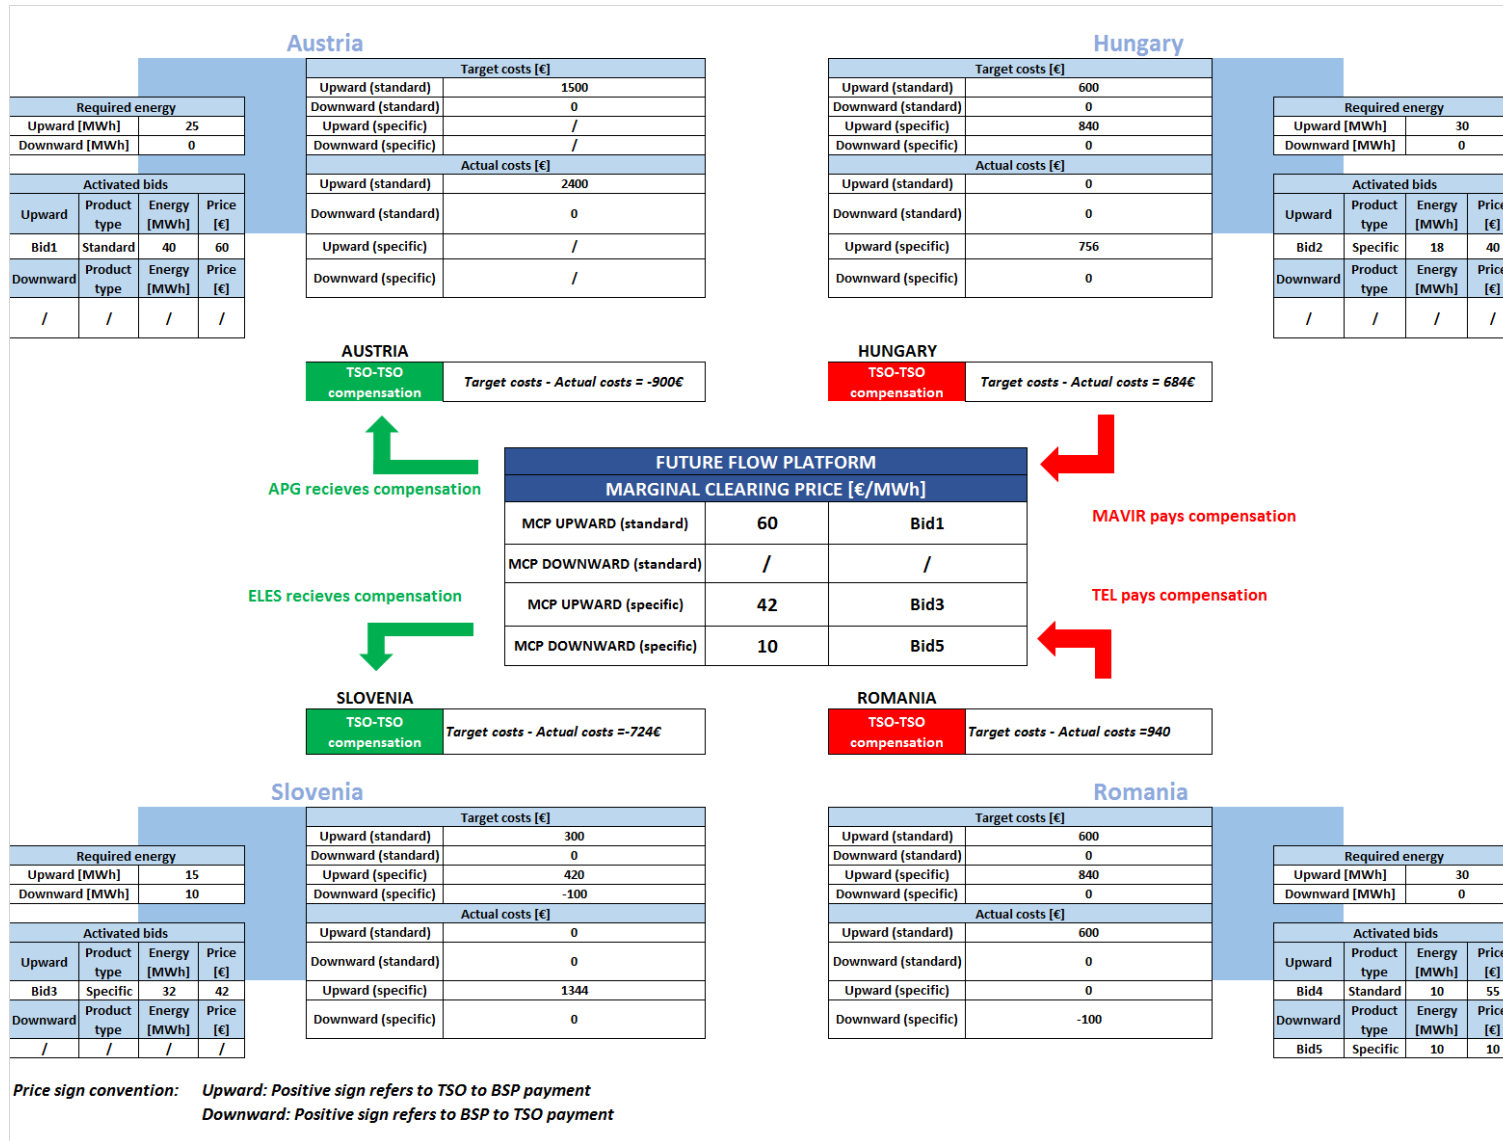 Austria
Target costs [€]
Upward (standard) 1500
Downward (standard) 0
Upward (specific) /
Downward (specific) /
Actual costs [€]
Upward (standard) 2400
Downward (standard) 0
Upward (specific) /
Downward (specific) /
Required energy
Upward [MWh] 25
Downward [MWh] 0
Activated bids
Upward Product type Energy [MWh] Price [€]
Bid1 Standard 40 60
Downward Product type Energy [MWh] Price [€]
/ / / /
Hungary
Target costs [€]
Upward (standard) 600
Downward (standard) 0
Upward (specific) 840
Downward (specific) 0
Actual costs [€]
Upward (standard) 0
Downward (standard) 0
Upward (specific) 756
Downward (specific) 0
Required energy
Upward [MWh] 30
Downward [MWh] 0
Activated bids
Upward Product type Energy [MWh] Price [€]
Bid2 Specific 18 40
Downward Product type Energy [MWh] Price [€]
/ / / /
AUSTRIA
TSO-TSO compensation Target costs - Actual costs = -900€
HUNGARY
TSO-TSO compensation Target costs - Actual costs = 684€
APG recieves compensation
MAVIR pays compensation
FUTURE FLOW PLATFORM
MARGINAL CLEARING PRICE [€/MWh]
MCP UPWARD (standard) 60 Bid1
MCP DOWNWARD (standard) / /
MCP UPWARD (specific) 42 Bid3
MCP DOWNWARD (specific) 10 Bid5
ELES recieves compensation
TEL pays compensation
SLOVENIA
TSO-TSO compensation Target costs - Actual costs =-724€
ROMANIA
TSO-TSO compensation Target costs - Actual costs =940
Slovenia
Target costs [€]
Upward (standard) 300
Downward (standard) 0
Upward (specific) 420
Downward (specific) -100
Actual costs [€]
Upward (standard) 0
Downward (standard) 0
Upward (specific) 1344
Downward (specific) 0
Required energy
Upward [MWh] 15
Downward [MWh] 10
Activated bids
Upward Product type Energy [MWh] Price [€]
Bid3 Specific 32 42
Downward Product type Energy [MWh] Price [€]
/ / / /
Romania
Target costs [€]
Upward (standard) 600
Downward (standard) 0
Upward (specific) 840
Downward (specific) 0
Actual costs [€]
Upward (standard) 600
Downward (standard) 0
Upward (specific) 0
Downward (specific) -100
Required energy
Upward [MWh] 30
Downward [MWh] 0
Activated bids
Upward Product type Energy [MWh] Price [€]
Bid4 Standard 10 55
Downward Product type Energy [MWh] Price [€]
Bid5 Specific 10 10
Price sign convention: Upward: Positive sign refers to TSO to BSP payment
Downward: Positive sign refers to BSP to TSO payment